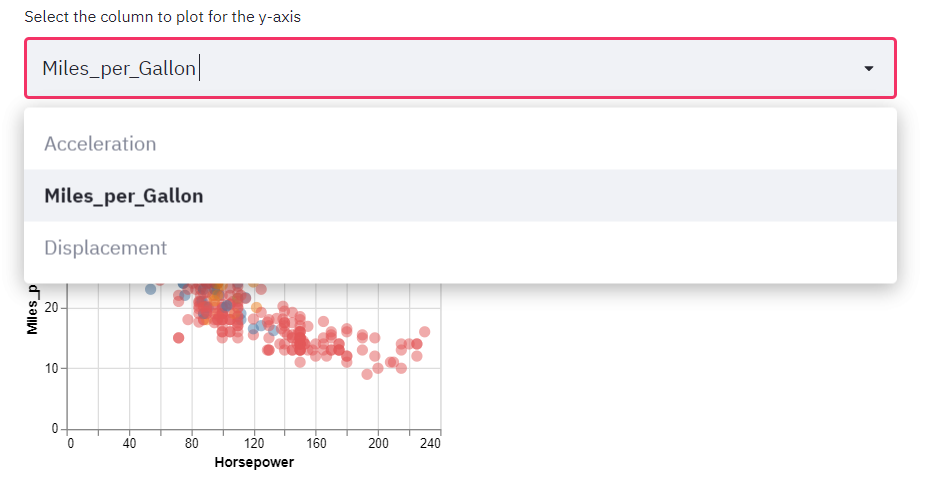 Select the column to plot for the y-axis
Miles_per_Gallon
Acceleration
Miles_per_Gallon
Displacement
Miles_p
20
10
0
0 40 80 120 160 200 240
Horsepower